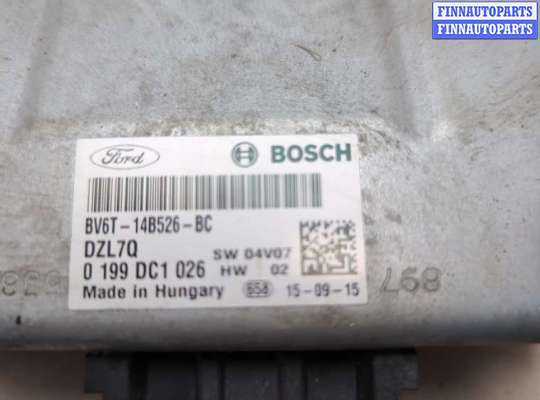 FINNAUTOPARTS
FINNAUTOPARTS
Ford
BOSCH
BV6T-14B526-BC
DZL7Q
SW 04V07
0 199 DC1 026
HW 02
Made in Hungary
658
15-09-15